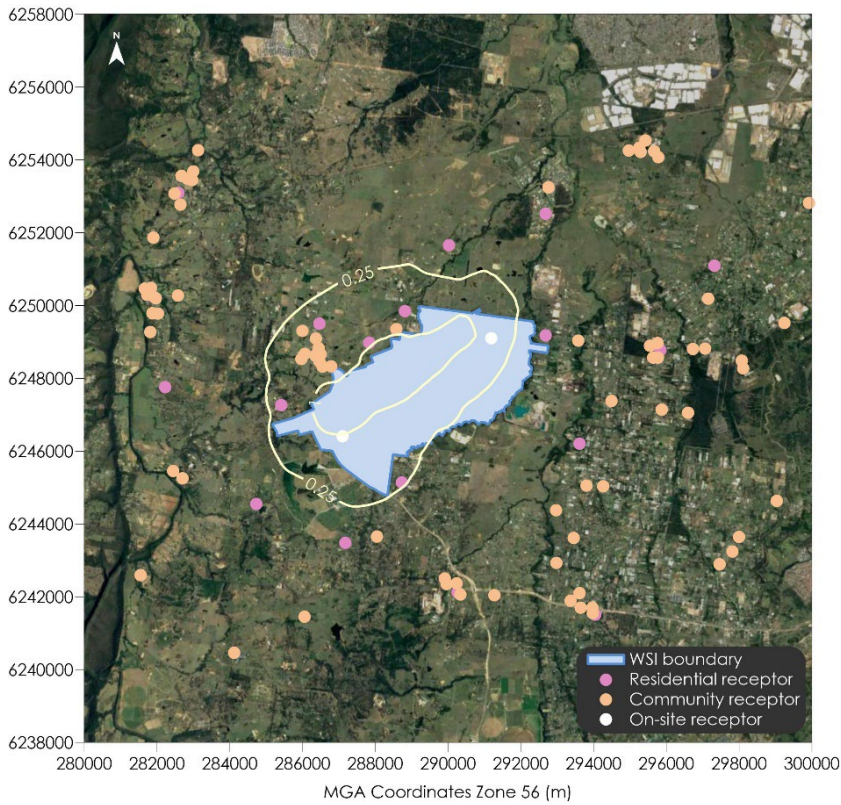 6258000
6256000
6254000
6252000
6250000
6248000
6246000
6244000
6242000
6240000
6238000
N
0.25
0.25
WSI boundary
Residential receptor
Community receptor
On-site receptor
280000 282000 284000 286000 288000 290000 292000 294000 296000 298000 300000
MGA Coordinates Zone 56 (m)